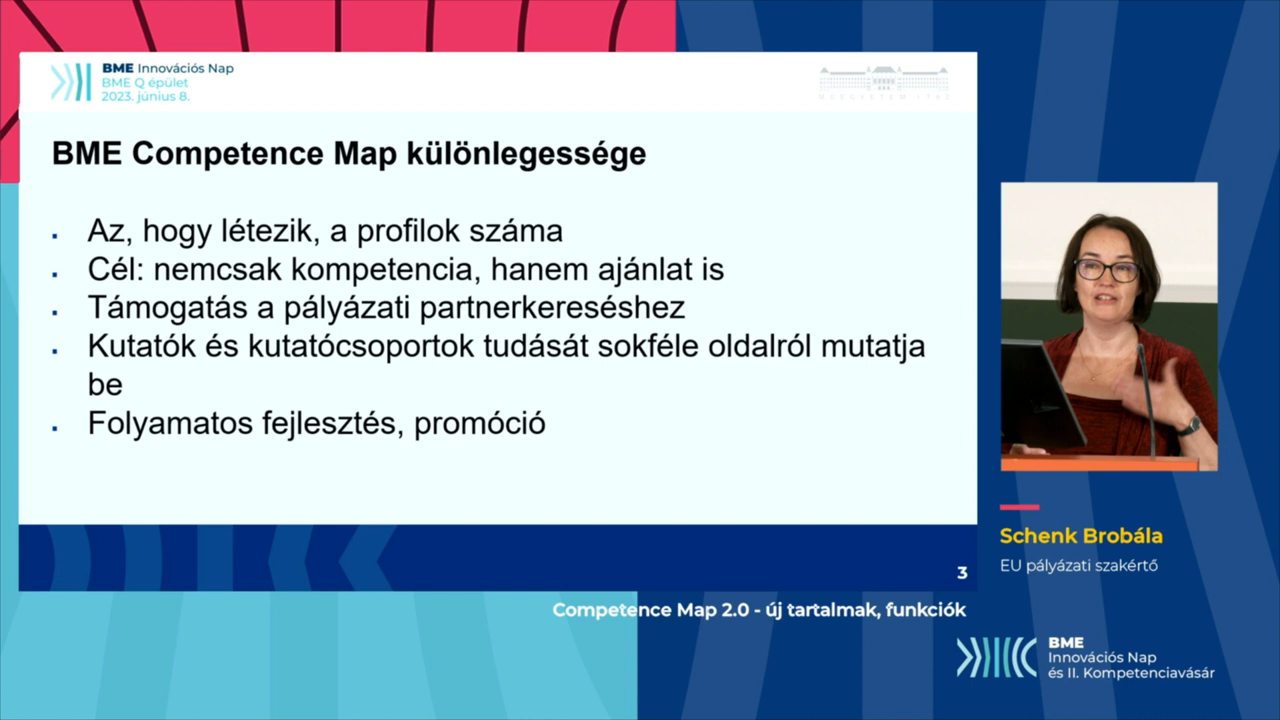 BME Innovációs Nap
BME Q épület
2023. június 8.
MŰEGYETEM 1782
BME Competence Map különlegessége
Az, hogy létezik, a profilok száma
Cél: nemcsak kompetencia, hanem ajánlat is
Támogatás a pályázati partnerkereséshez
Kutatók és kutatócsoportok tudását sokféle oldalról mutatja
be
Folyamatos fejlesztés, promóció
3
Schenk Brobála
EU pályázati szakértő
Competence Map 2.0 - új tartalmak, funkciók
BME
Innovációs Nap
és II. Kompetenciavásár